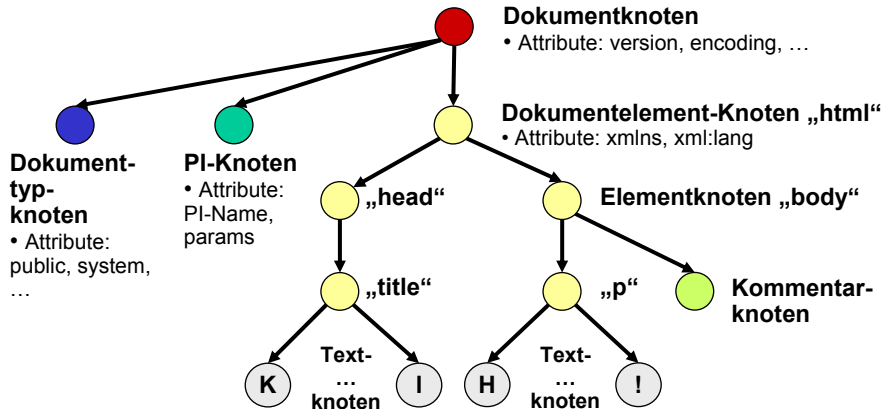 Dokumentknoten
• Attribute: version, encoding, …
Dokumentelement-Knoten „html“
• Attribute: xmlns, xml:lang
Dokument-
typ-
knoten
• Attribute:
public, system,
…
PI-Knoten
• Attribute:
PI-Name,
params
„head“
Elementknoten „body“
„title“
„p“
Kommentar-
knoten
K
Text-
…
knoten
I
H
Text-
…
knoten
!